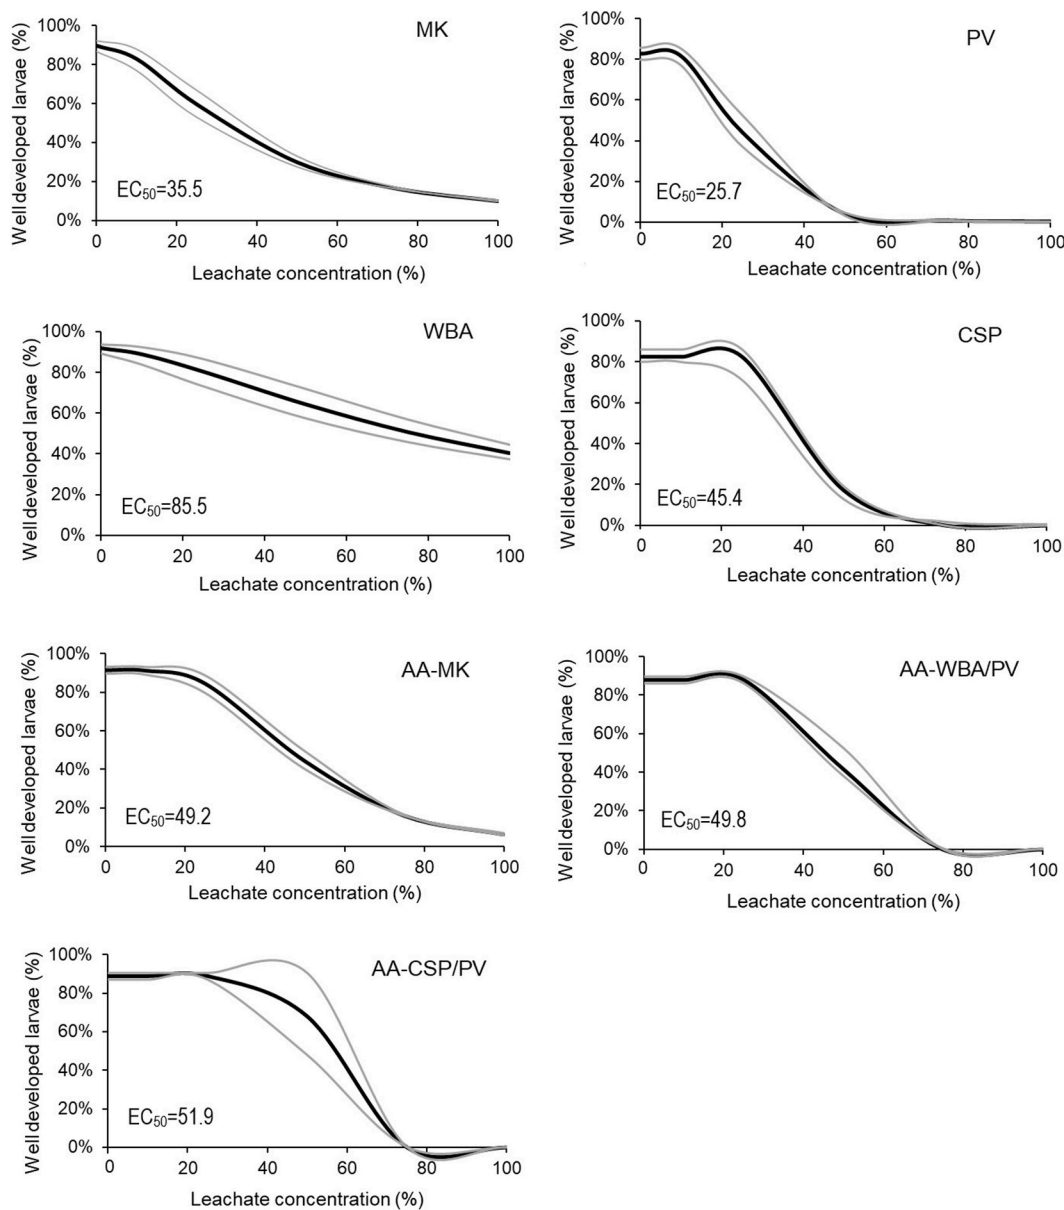 MK
Well developed larvae (%)
100%
80%
60%
40%
20%
0%
EC50=35.5
0 20 40 60 80 100
Leachate concentration (%)
PV
Well developed larvae (%)
100%
80%
60%
40%
20%
0%
EC50=25.7
0 20 40 60 80 100
Leachate concentration (%)
WBA
Well developed larvae (%)
100%
80%
60%
40%
20%
0%
EC50=85.5
0 20 40 60 80 100
Leachate concentration (%)
CSP
Well developed larvae (%)
100%
80%
60%
40%
20%
0%
EC50=45.4
0 20 40 60 80 100
Leachate concentration (%)
AA-MK
Well developed larvae (%)
100%
80%
60%
40%
20%
0%
EC50=49.2
0 20 40 60 80 100
Leachate concentration (%)
AA-WBA/PV
Well developed larvae (%)
100%
80%
60%
40%
20%
0%
EC50=49.8
0 20 40 60 80 100
Leachate concentration (%)
AA-CSP/PV
Well developed larvae (%)
100%
80%
60%
40%
20%
0%
EC50=51.9
0 20 40 60 80 100
Leachate concentration (%)